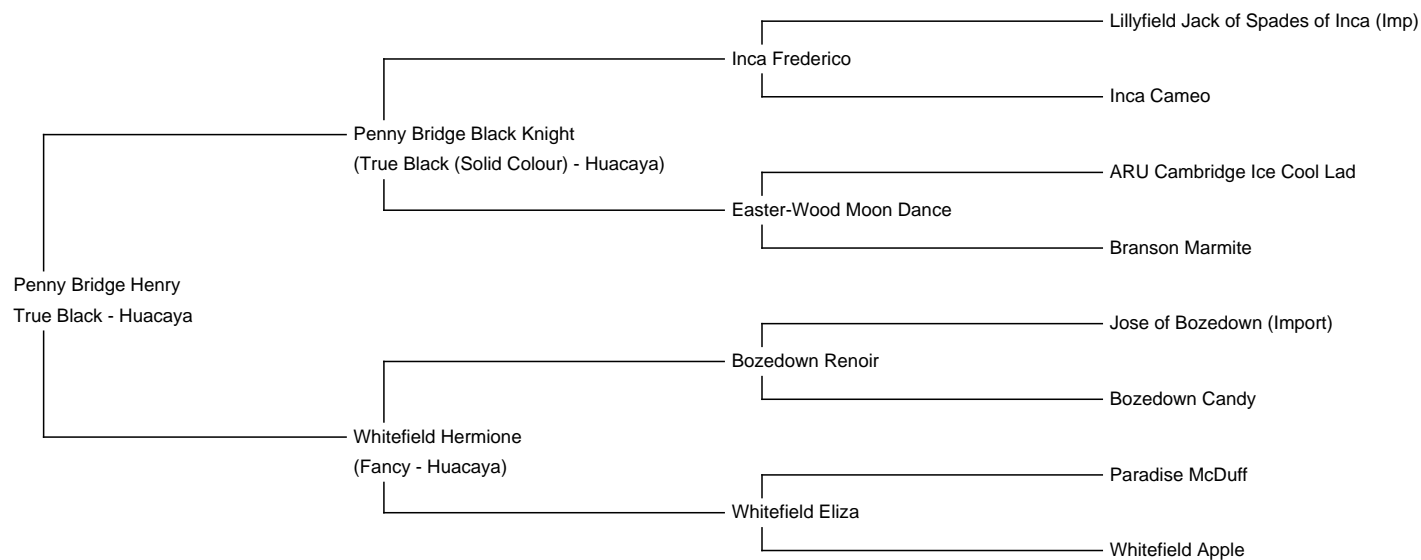 Lillyfield Jack of Spades of Inca (Imp)
Inca Frederico
Inca Cameo
Penny Bridge Black Knight
(True Black (Solid Colour) - Huacaya)
ARU Cambridge Ice Cool Lad
Easter-Wood Moon Dance
Branson Marmite
Penny Bridge Henry
True Black - Huacaya
Jose of Bozedown (Import)
Bozedown Renoir
Bozedown Candy
Whitefield Hermione
(Fancy - Huacaya)
Paradise McDuff
Whitefield Eliza
Whitefield Apple